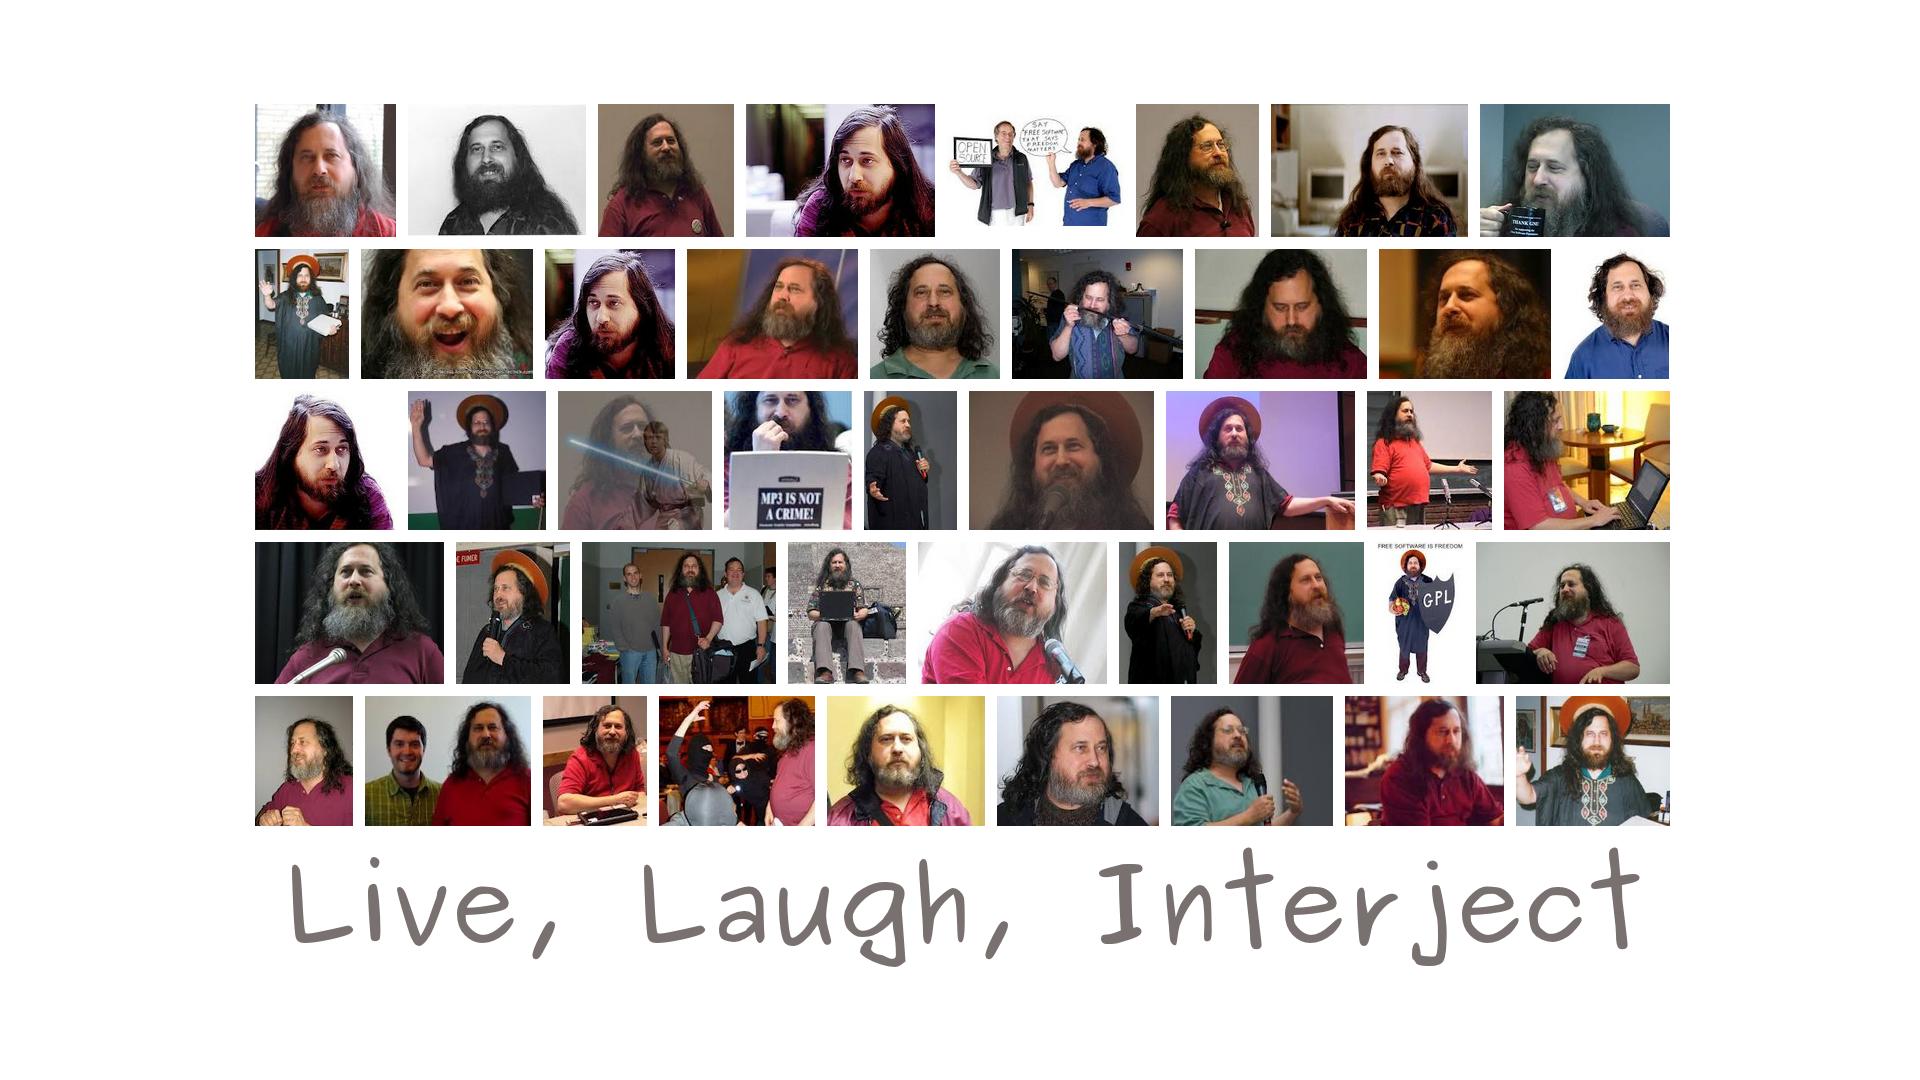 OPEN
SOURCE
SAY
"FREE SOFTWARE"
THAT SAYS
FREEDOM
MATTERS
THANK GNU
MP3 IS NOT
A CRIME!
FREE SOFTWARE IS FREEDOM
FUMER
GPL
Live, Laugh, Interject